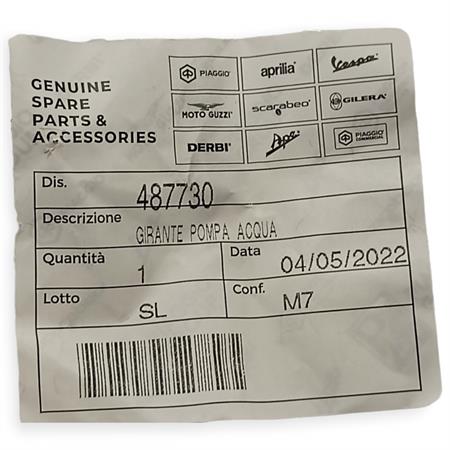 GENUINE
SPARE
PARTS &
ACCESSORIES
PIAGGIO aprilia Vespa
MOTO GUZZI scarabeo GILERA
DERBI Ape PIAGGIO COMMERCIAL
Dis. 487730
Descrizione GIRANTE POMPA ACQUA
Quantità 1 Data 04/05/2022
Lotto SL Conf. M7